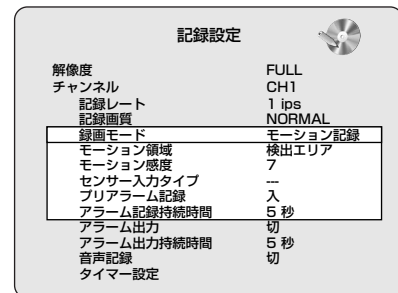 記録設定
解像度 FULL
チャンネル CH1
記録レート 1 ips
記録画質 NORMAL
録画モード モーション記録
モーション領域 検出エリア
モーション感度 7
センサー入力タイプ ---
プリアラーム記録 入
アラーム記録持続時間 5 秒
アラーム出力 切
アラーム出力持続時間 5 秒
音声記録 切
タイマー設定